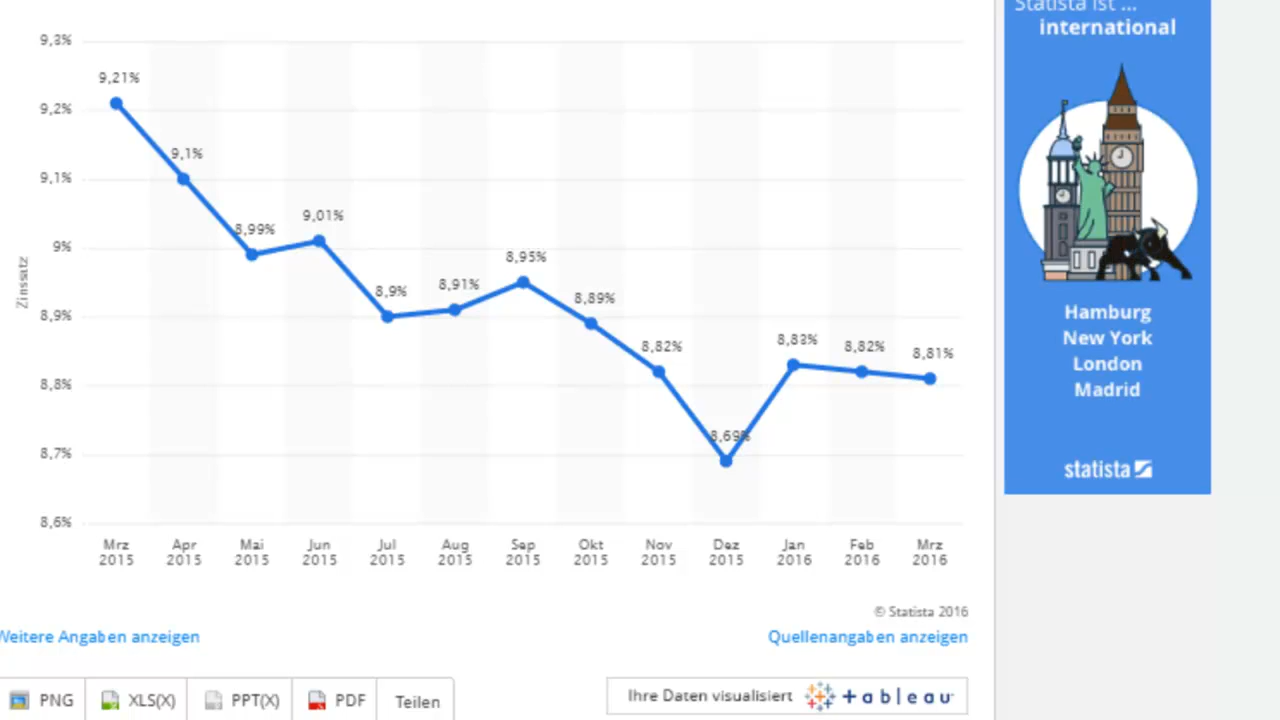 Statista ist ...
international
9,3%
9,21%
9,2%
9,1%
9,1%
8,99%
9,01%
9%
8,95%
Zinssatz
8,9%
8,91%
8,89%
8,9%
8,82%
8,83%
8,82%
8,81%
8,8%
8,69%
8,7%
8,6%
Mrz 2015
Apr 2015
Mai 2015
Jun 2015
Jul 2015
Aug 2015
Sep 2015
Okt 2015
Nov 2015
Dez 2015
Jan 2016
Feb 2016
Mrz 2016
© Statista 2016
Weitere Angaben anzeigen
Quellenangaben anzeigen
PNG
XLS(X)
PPT(X)
PDF
Teilen
Ihre Daten visualisiert
+ a b l e a u
Hamburg
New York
London
Madrid
statista